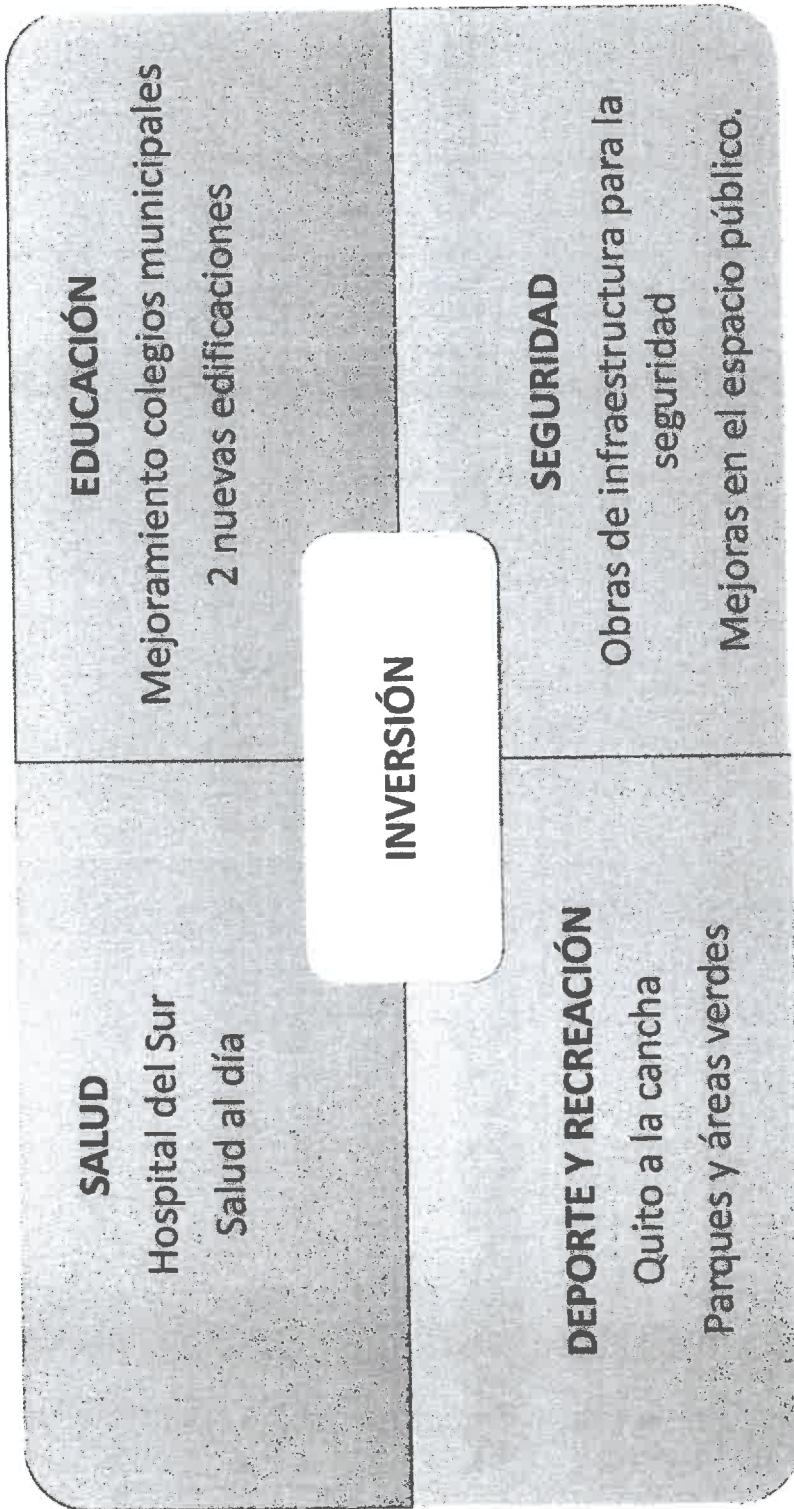 SALUD
Hospital del Sur
Salud al día
EDUCACIÓN
Mejoramiento colegios municipales
2 nuevas edificaciones
INVERSIÓN
DEPORTE Y RECREACIÓN
Quito a la cancha
Parques y áreas verdes
SEGURIDAD
Obras de infraestructura para la
seguridad
Mejoras en el espacio público.